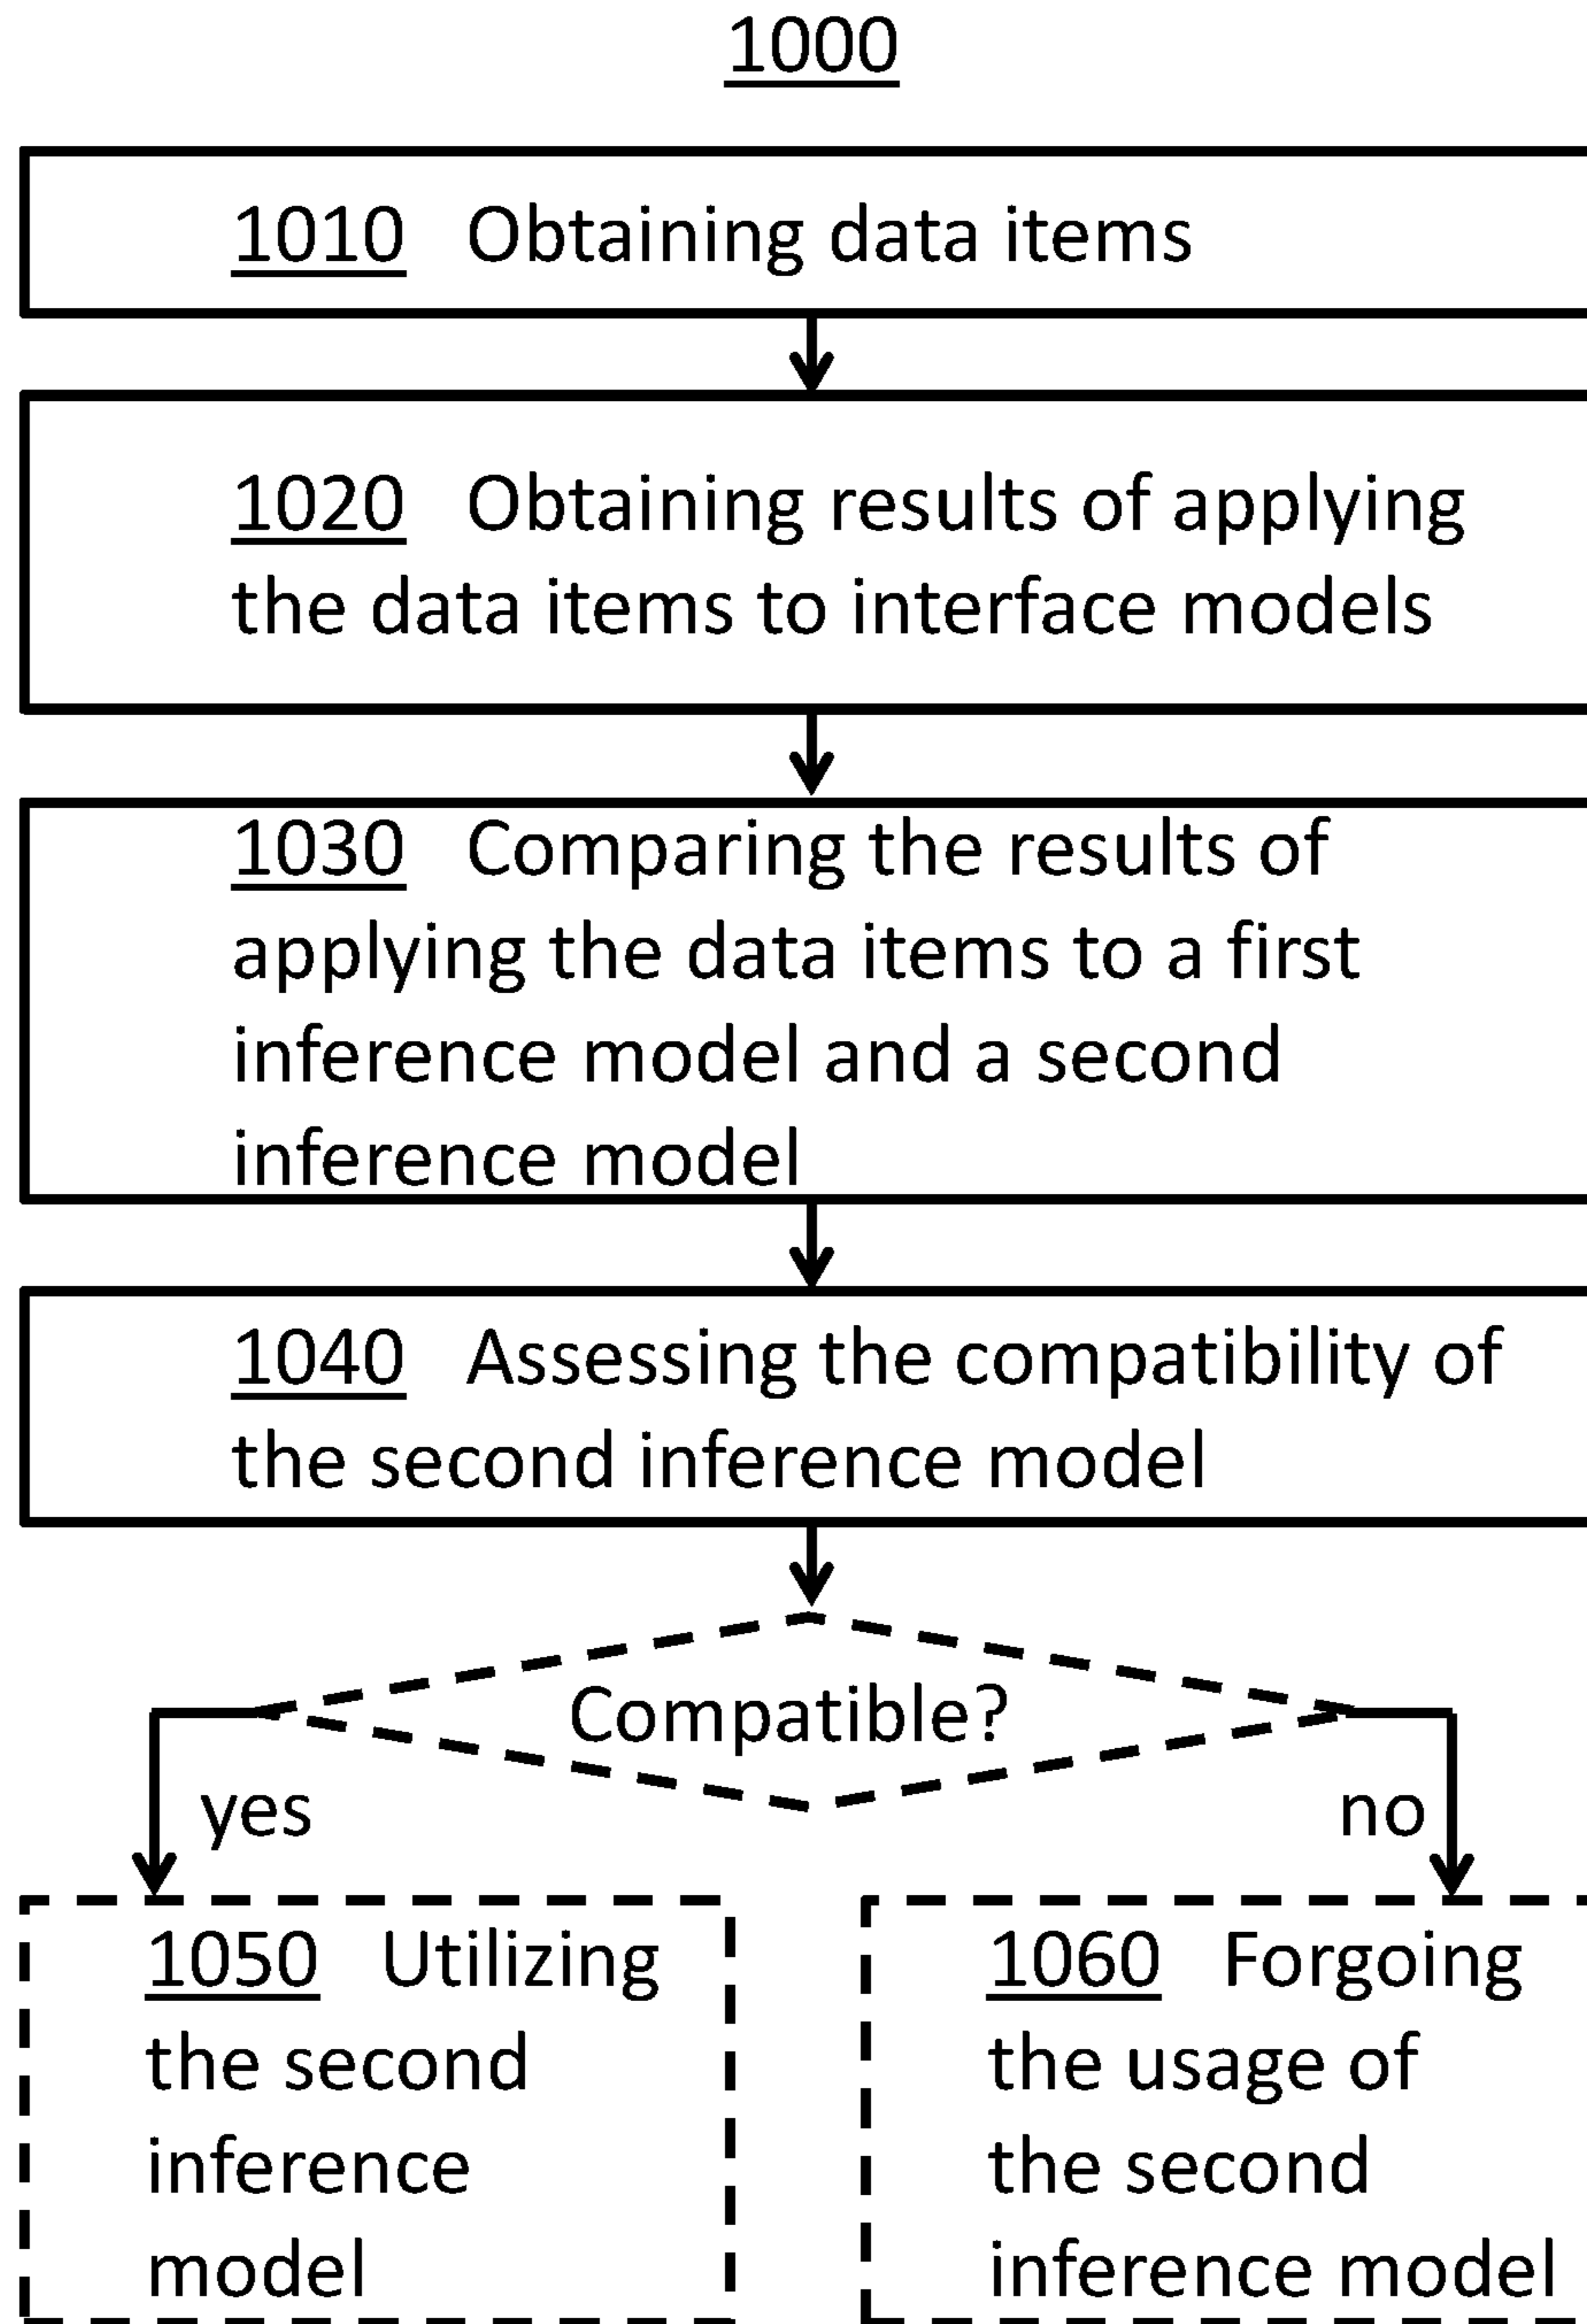 1000
1010 Obtaining data items
1020 Obtaining results of applying
the data items to interface models
1030 Comparing the results of
applying the data items to a first
inference model and a second
inference model
1040 Assessing the compatibility of
the second inference model
Compatible?
yes
no
1050 Utilizing
the second
inference
model
1060 Forgoing
the usage of
the second
inference model